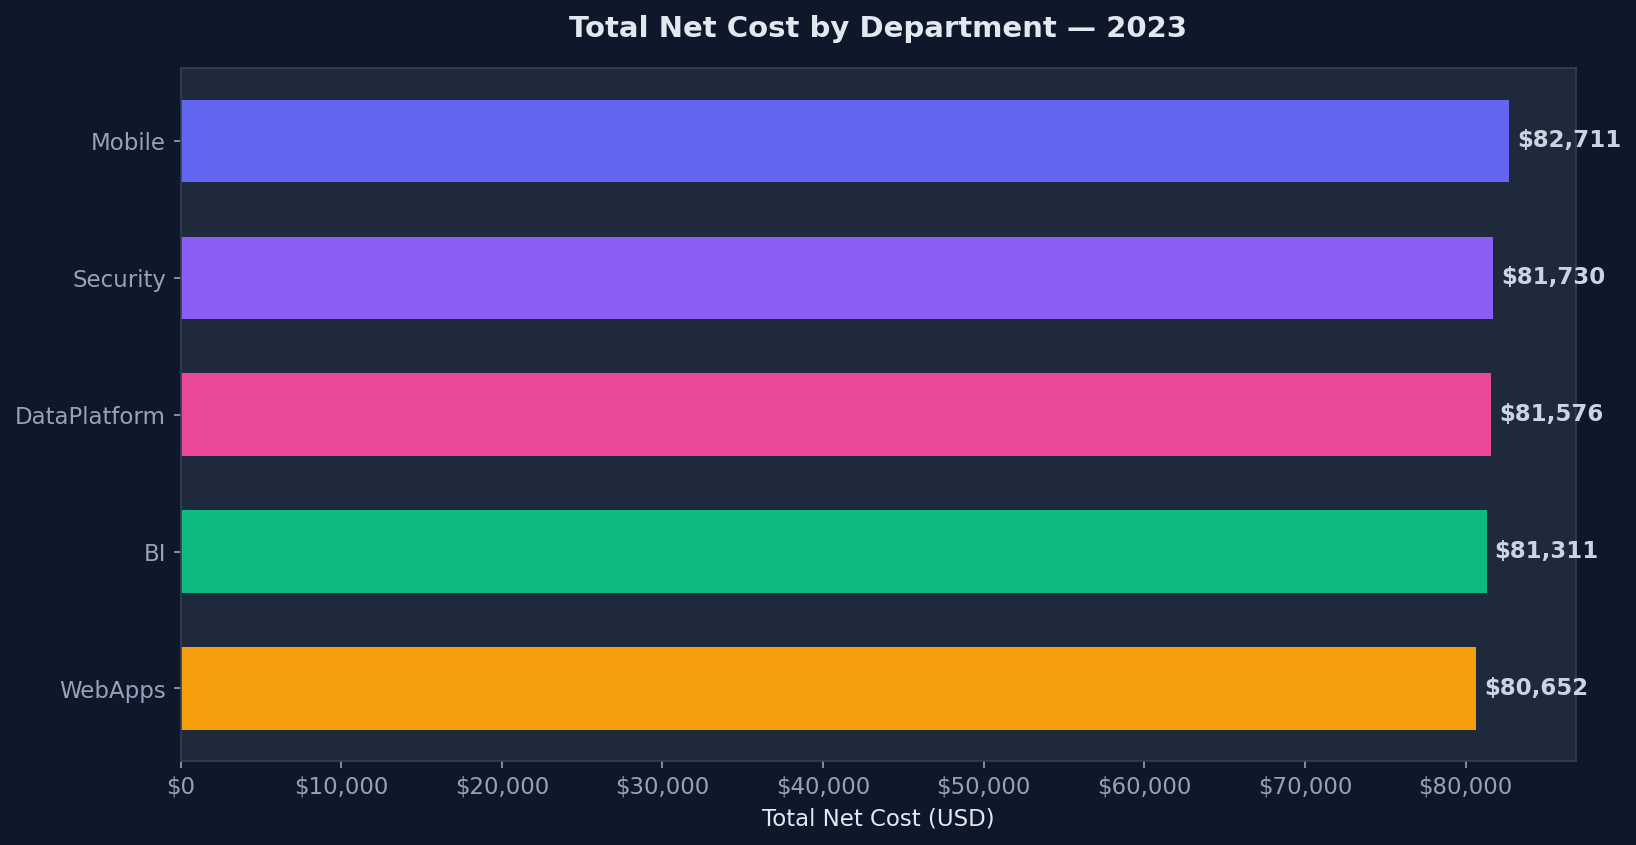 Total Net Cost by Department — 2023
Mobile
$82,711
Security
$81,730
DataPlatform
$81,576
BI
$81,311
WebApps
$80,652
$0 $10,000 $20,000 $30,000 $40,000 $50,000 $60,000 $70,000 $80,000
Total Net Cost (USD)